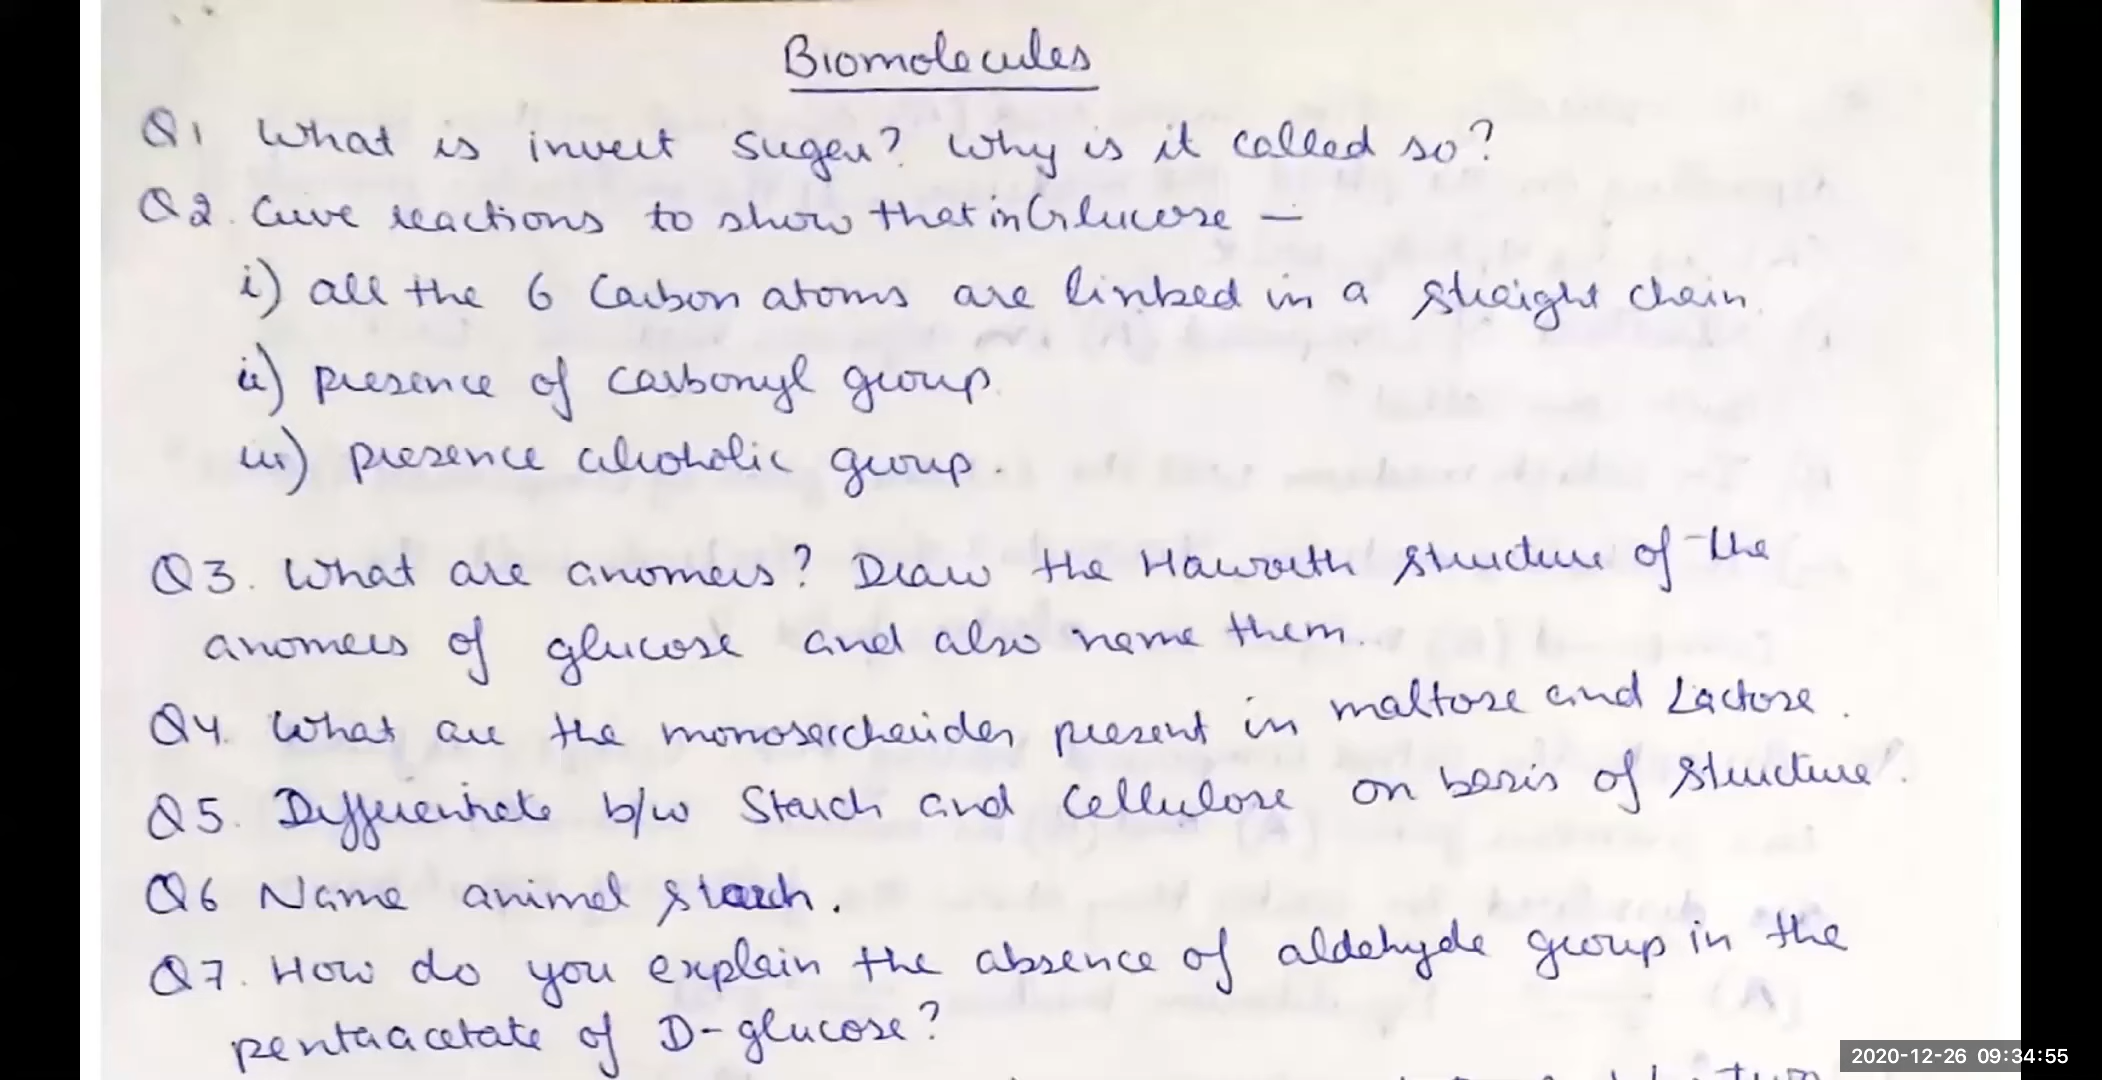 Biomolecules
Q1 What is invert sugar? Why is it called so?
Q2. Give reactions to show that in Glucose —
i) all the 6 Carbon atoms are linked in a straight chain.
ii) presence of carbonyl group.
iii) presence alcoholic group.
Q3. What are anomers? Draw the Haworth structure of the
anomers of glucose and also name them.
Q4. What are the monosaccharides present in maltose and Lactose.
Q5. Differentiate b/w Starch and Cellulose on basis of structure.
Q6 Name animal starch.
Q7. How do you explain the absence of aldehyde group in the
pentaacetate of D-glucose?
2020-12-26 09:34:55